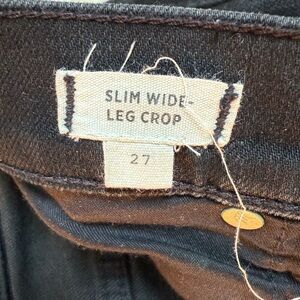 SLIM WIDE-
LEG CROP
27